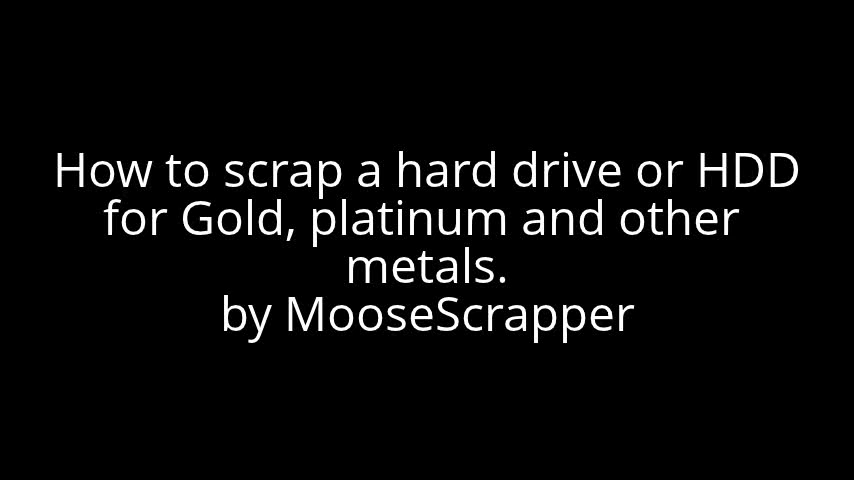 How to scrap a hard drive or HDD
for Gold, platinum and other
metals.
by MooseScrapper